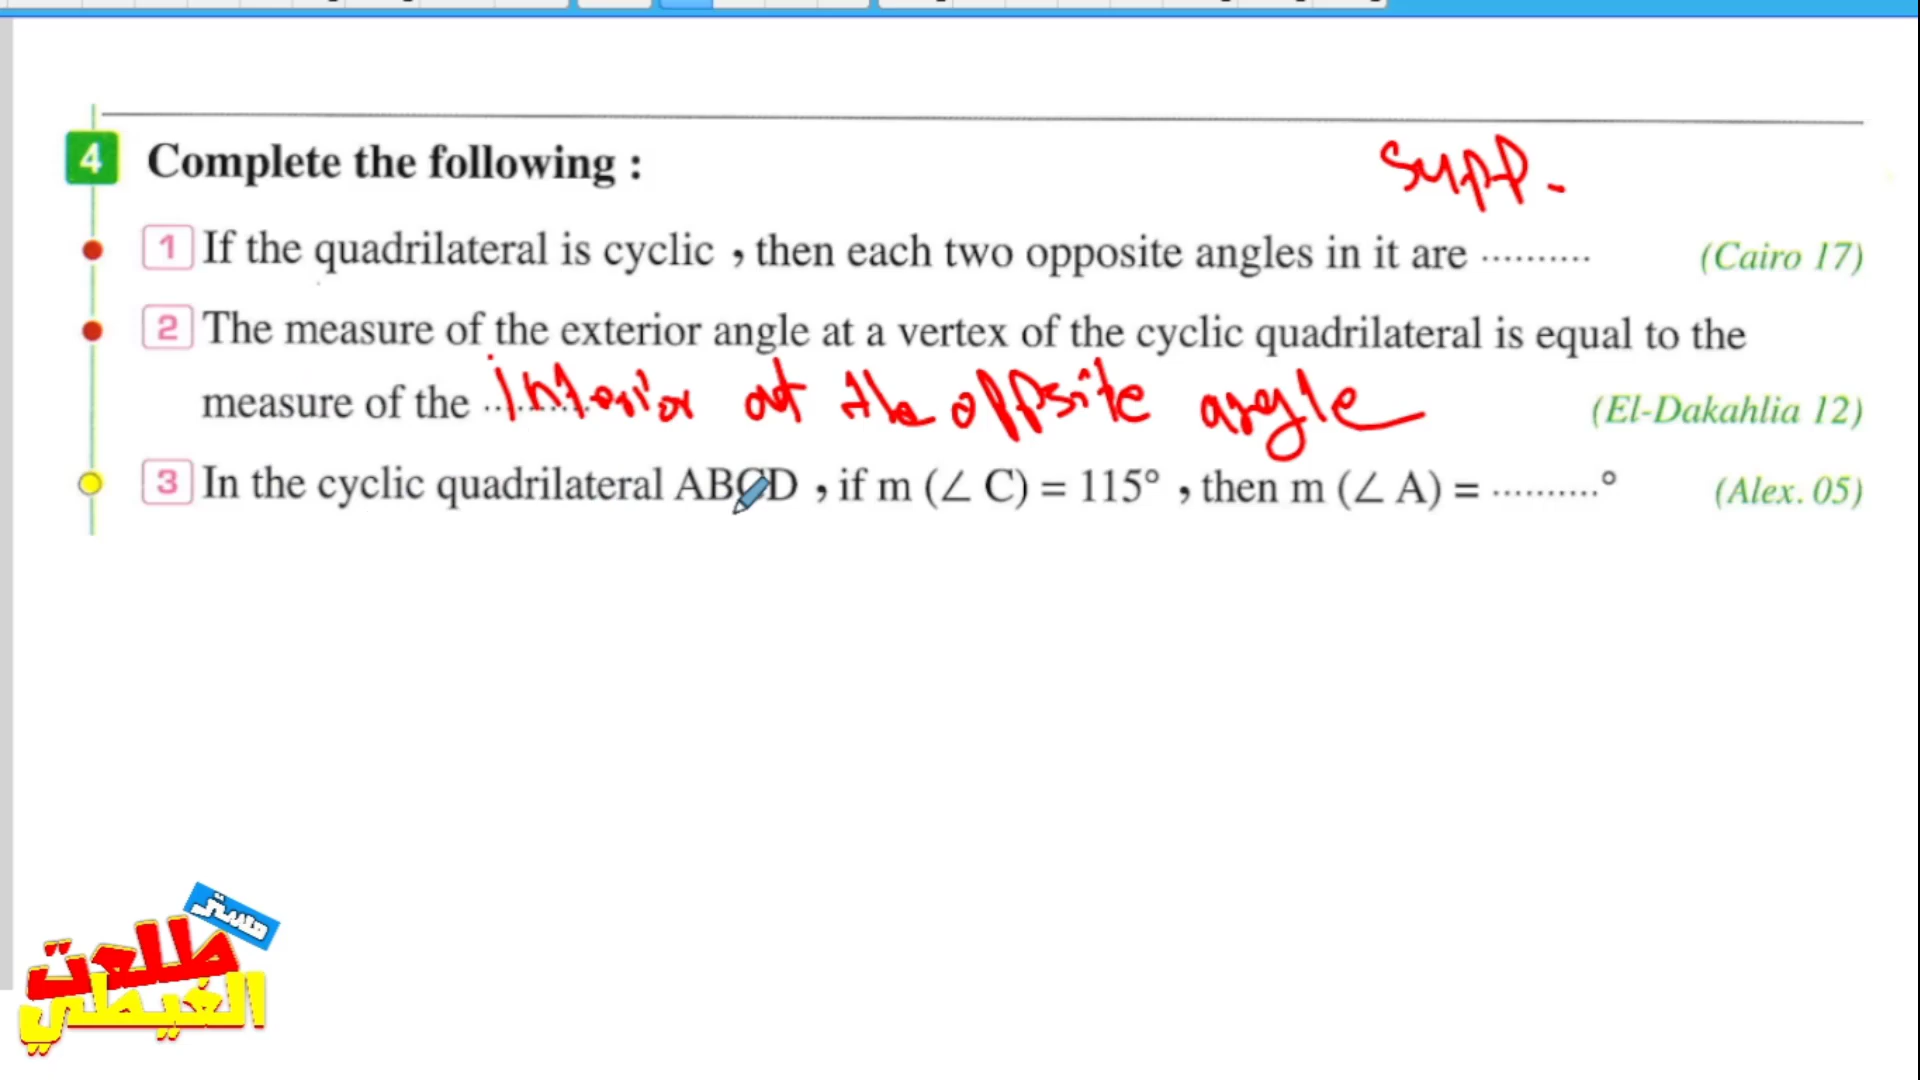 4 Complete the following :
supp.
1 If the quadrilateral is cyclic , then each two opposite angles in it are .......... (Cairo 17)
2 The measure of the exterior angle at a vertex of the cyclic quadrilateral is equal to the
measure of the .......... interior at the oppsite angle (El-Dakahlia 12)
3 In the cyclic quadrilateral ABCD , if m (∠ C) = 115° , then m (∠ A) = ..........° (Alex. 05)
مستر
طلعت
الغيطي